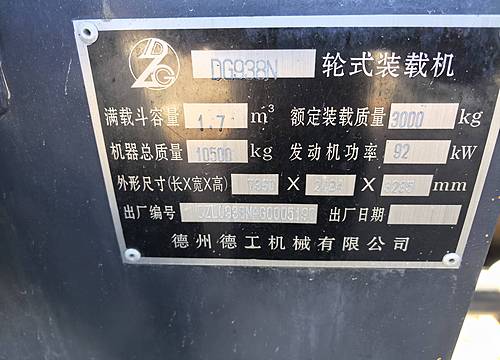 DZG
DG938N 轮式装载机
满载斗容量 1.7 m³ 额定装载质量 3000 kg
机器总质量 10500 kg 发动机功率 92 kW
外形尺寸(长X宽X高) X X mm
出厂编号 出厂日期
德州德工机械有限公司